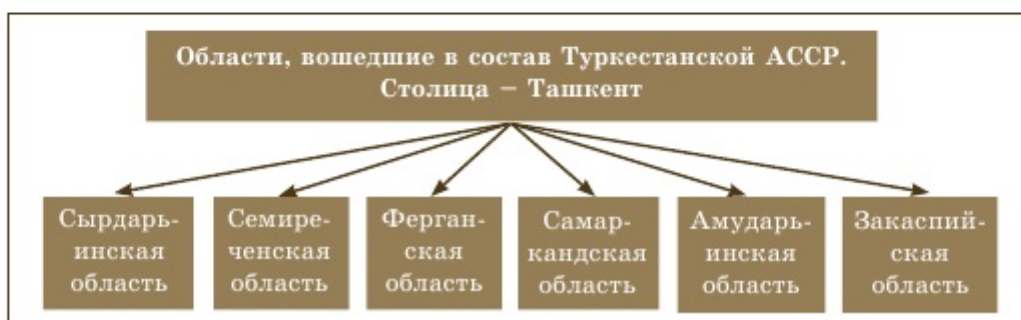 Области, вошедшие в состав Туркестанской АССР.
Столица – Ташкент
Сырдарь-
инская
область
Семире-
ченская
область
Ферган-
ская
область
Самар-
кандская
область
Амударь-
инская
область
Закаспий-
ская
область